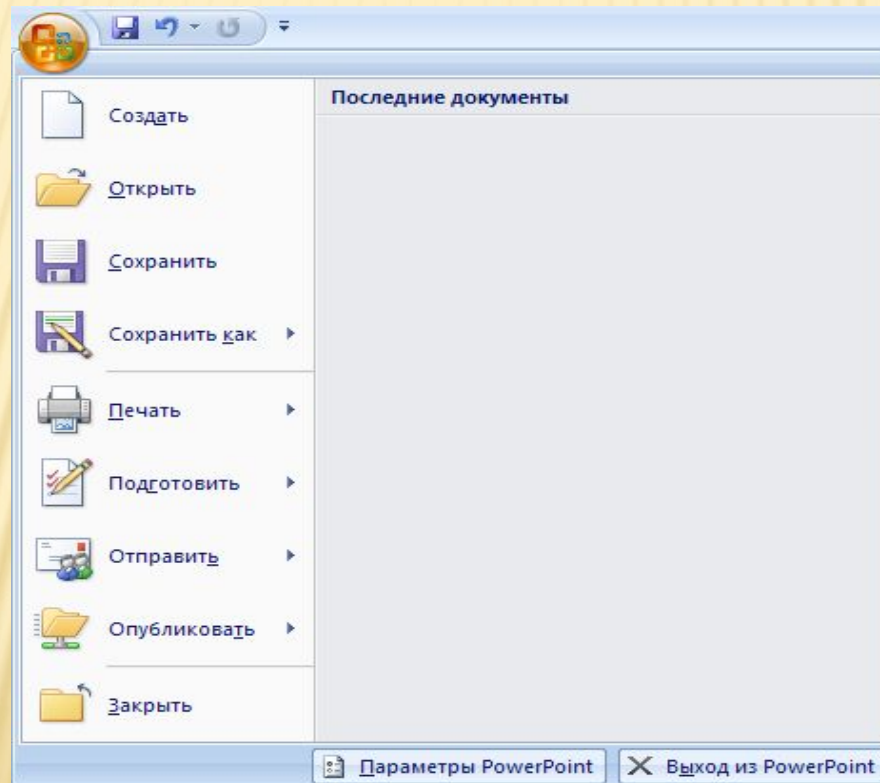 Последние документы
Создать
Открыть
Сохранить
Сохранить как
Печать
Подготовить
Отправить
Опубликовать
Закрыть
Параметры PowerPoint
Выход из PowerPoint